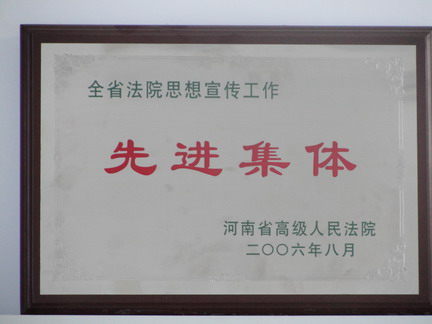 全省法院思想宣传工作
先进集体
河南省高级人民法院
二〇〇六年八月